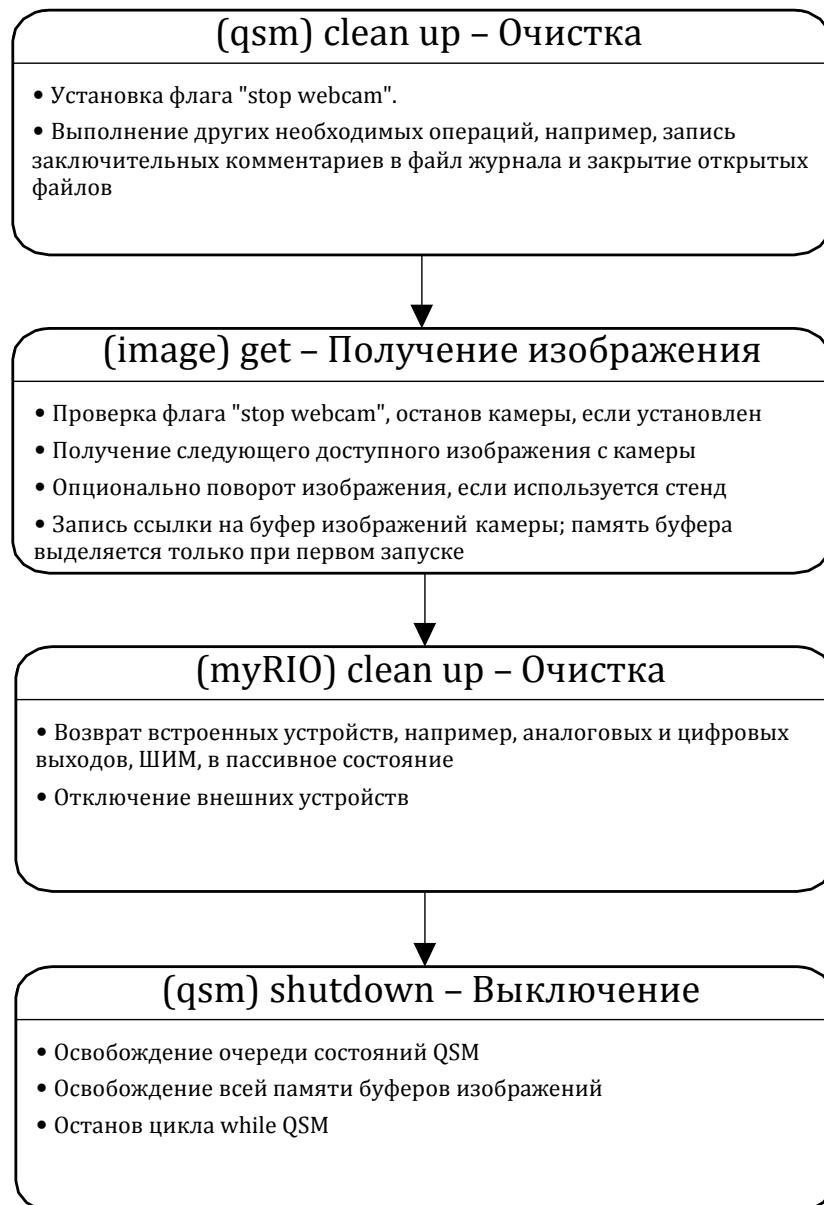 (qsm) clean up – Очистка
• Установка флага "stop webcam".
• Выполнение других необходимых операций, например, запись
заключительных комментариев в файл журнала и закрытие открытых
файлов
(image) get – Получение изображения
• Проверка флага "stop webcam", останов камеры, если установлен
• Получение следующего доступного изображения с камеры
• Опционально поворот изображения, если используется стенд
• Запись ссылки на буфер изображений камеры; память буфера
выделяется только при первом запуске
(myRIO) clean up – Очистка
• Возврат встроенных устройств, например, аналоговых и цифровых
выходов, ШИМ, в пассивное состояние
• Отключение внешних устройств
(qsm) shutdown – Выключение
• Освобождение очереди состояний QSM
• Освобождение всей памяти буферов изображений
• Останов цикла while QSM